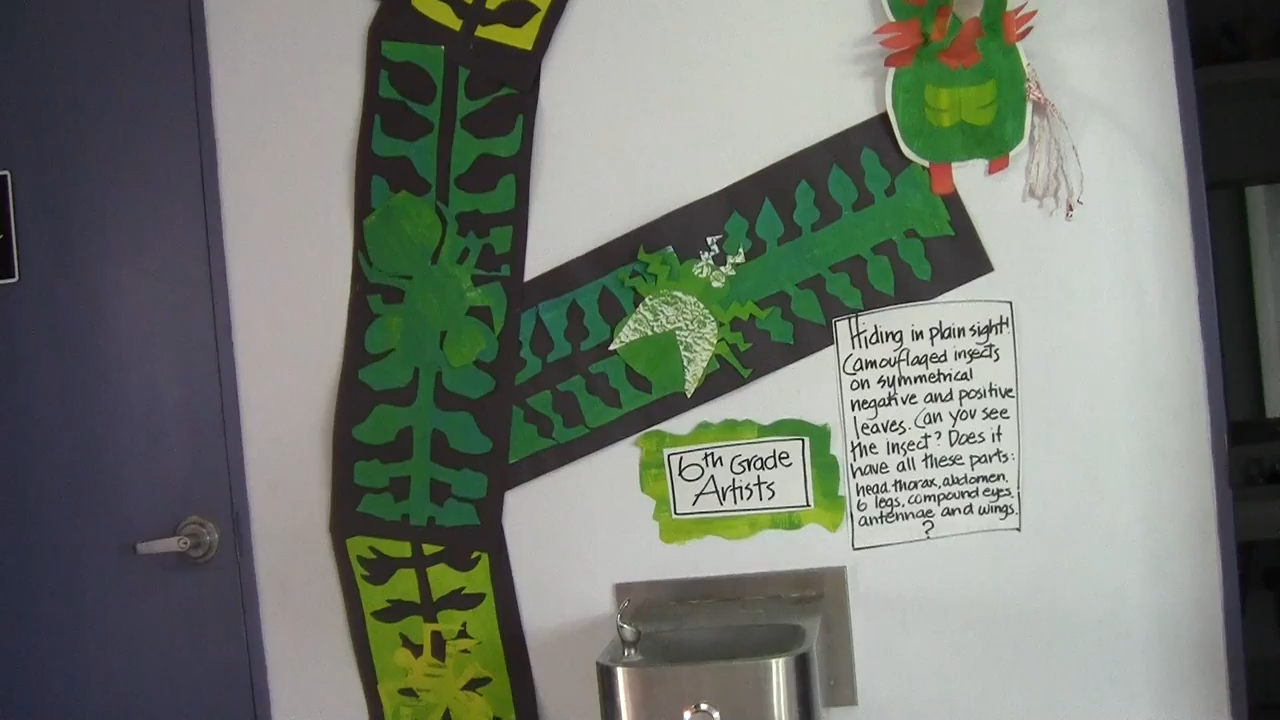 6th Grade
Artists
Hiding in plain sight!
Camouflaged insects
on symmetrical
negative and positive
leaves. Can you see
the insect? Does it
have all these parts:
head, thorax, abdomen,
6 legs, compound eyes,
antennae and wings.
?